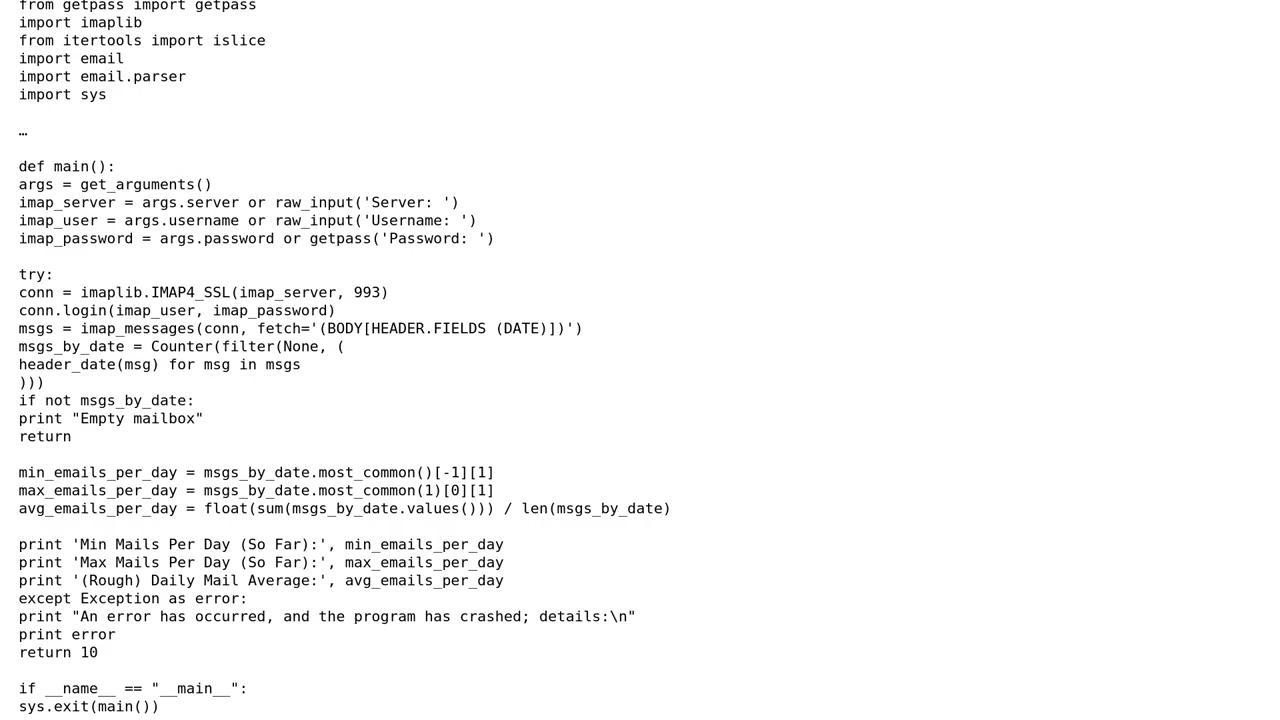 from getpass import getpass
import imaplib
from itertools import islice
import email
import email.parser
import sys
…
def main():
args = get_arguments()
imap_server = args.server or raw_input('Server: ')
imap_user = args.username or raw_input('Username: ')
imap_password = args.password or getpass('Password: ')
try:
conn = imaplib.IMAP4_SSL(imap_server, 993)
conn.login(imap_user, imap_password)
msgs = imap_messages(conn, fetch='(BODY[HEADER.FIELDS (DATE)])')
msgs_by_date = Counter(filter(None, (
header_date(msg) for msg in msgs
)))
if not msgs_by_date:
print "Empty mailbox"
return
min_emails_per_day = msgs_by_date.most_common()[-1][1]
max_emails_per_day = msgs_by_date.most_common(1)[0][1]
avg_emails_per_day = float(sum(msgs_by_date.values())) / len(msgs_by_date)
print 'Min Mails Per Day (So Far):', min_emails_per_day
print 'Max Mails Per Day (So Far):', max_emails_per_day
print '(Rough) Daily Mail Average:', avg_emails_per_day
except Exception as error:
print "An error has occurred, and the program has crashed; details:\n"
print error
return 10
if __name__ == "__main__":
sys.exit(main())